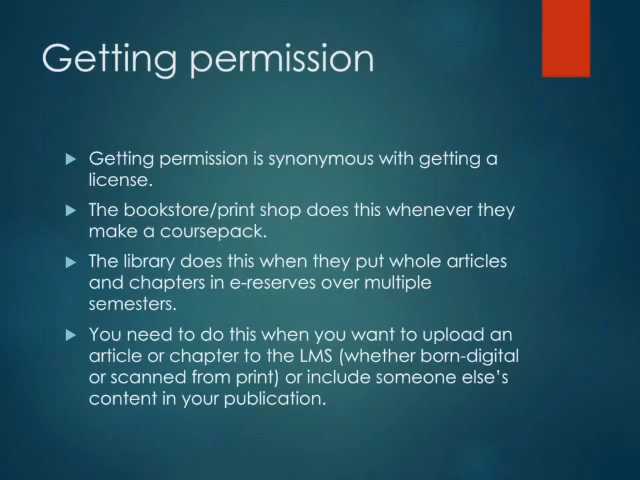 Getting permission
Getting permission is synonymous with getting a
license.
The bookstore/print shop does this whenever they
make a coursepack.
The library does this when they put whole articles
and chapters in e-reserves over multiple
semesters.
You need to do this when you want to upload an
article or chapter to the LMS (whether born-digital
or scanned from print) or include someone else’s
content in your publication.